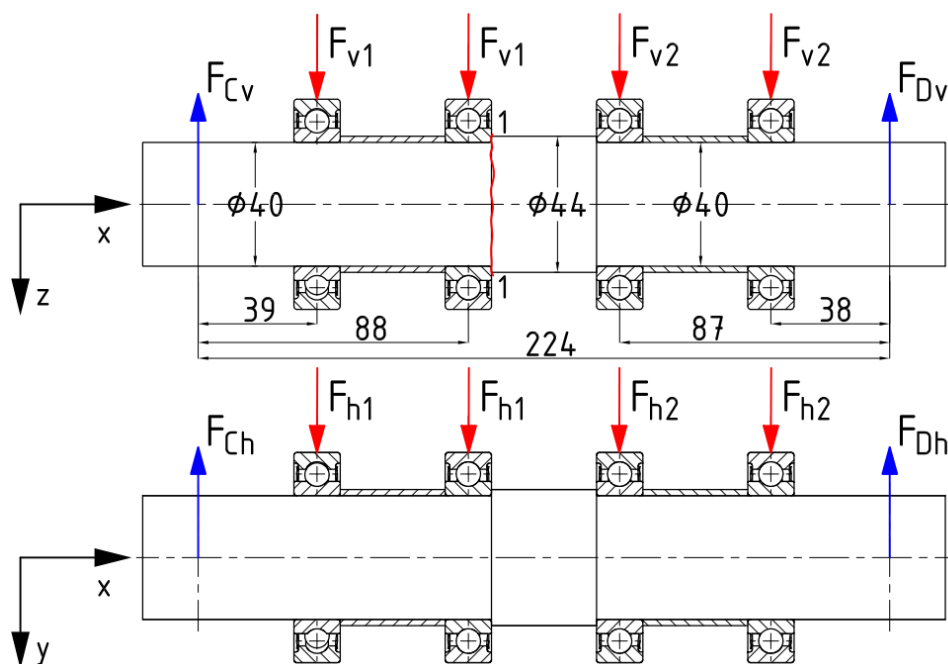 F_v1 F_v1 F_v2 F_v2
F_Cv F_Dv
1
ϕ40 ϕ44 ϕ40
x
z
1
39 38
88 87
224
F_h1 F_h1 F_h2 F_h2
F_Ch F_Dh
x
y